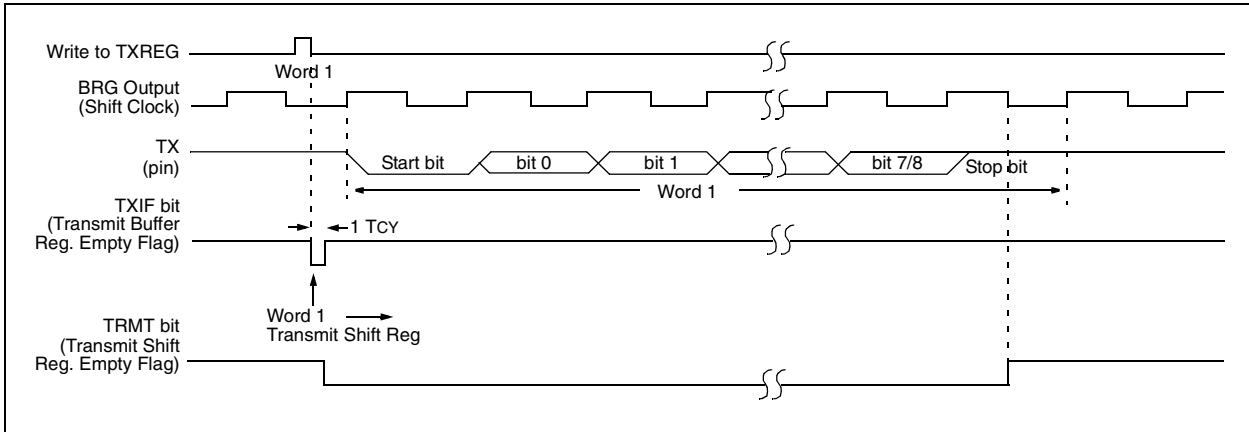 Write to TXREG
Word 1
BRG Output
(Shift Clock)
TX
(pin)
Start bit
bit 0
bit 1
bit 7/8
Stop bit
Word 1
TXIF bit
(Transmit Buffer
Reg. Empty Flag)
1 TCY
Word 1
Transmit Shift Reg
TRMT bit
(Transmit Shift
Reg. Empty Flag)